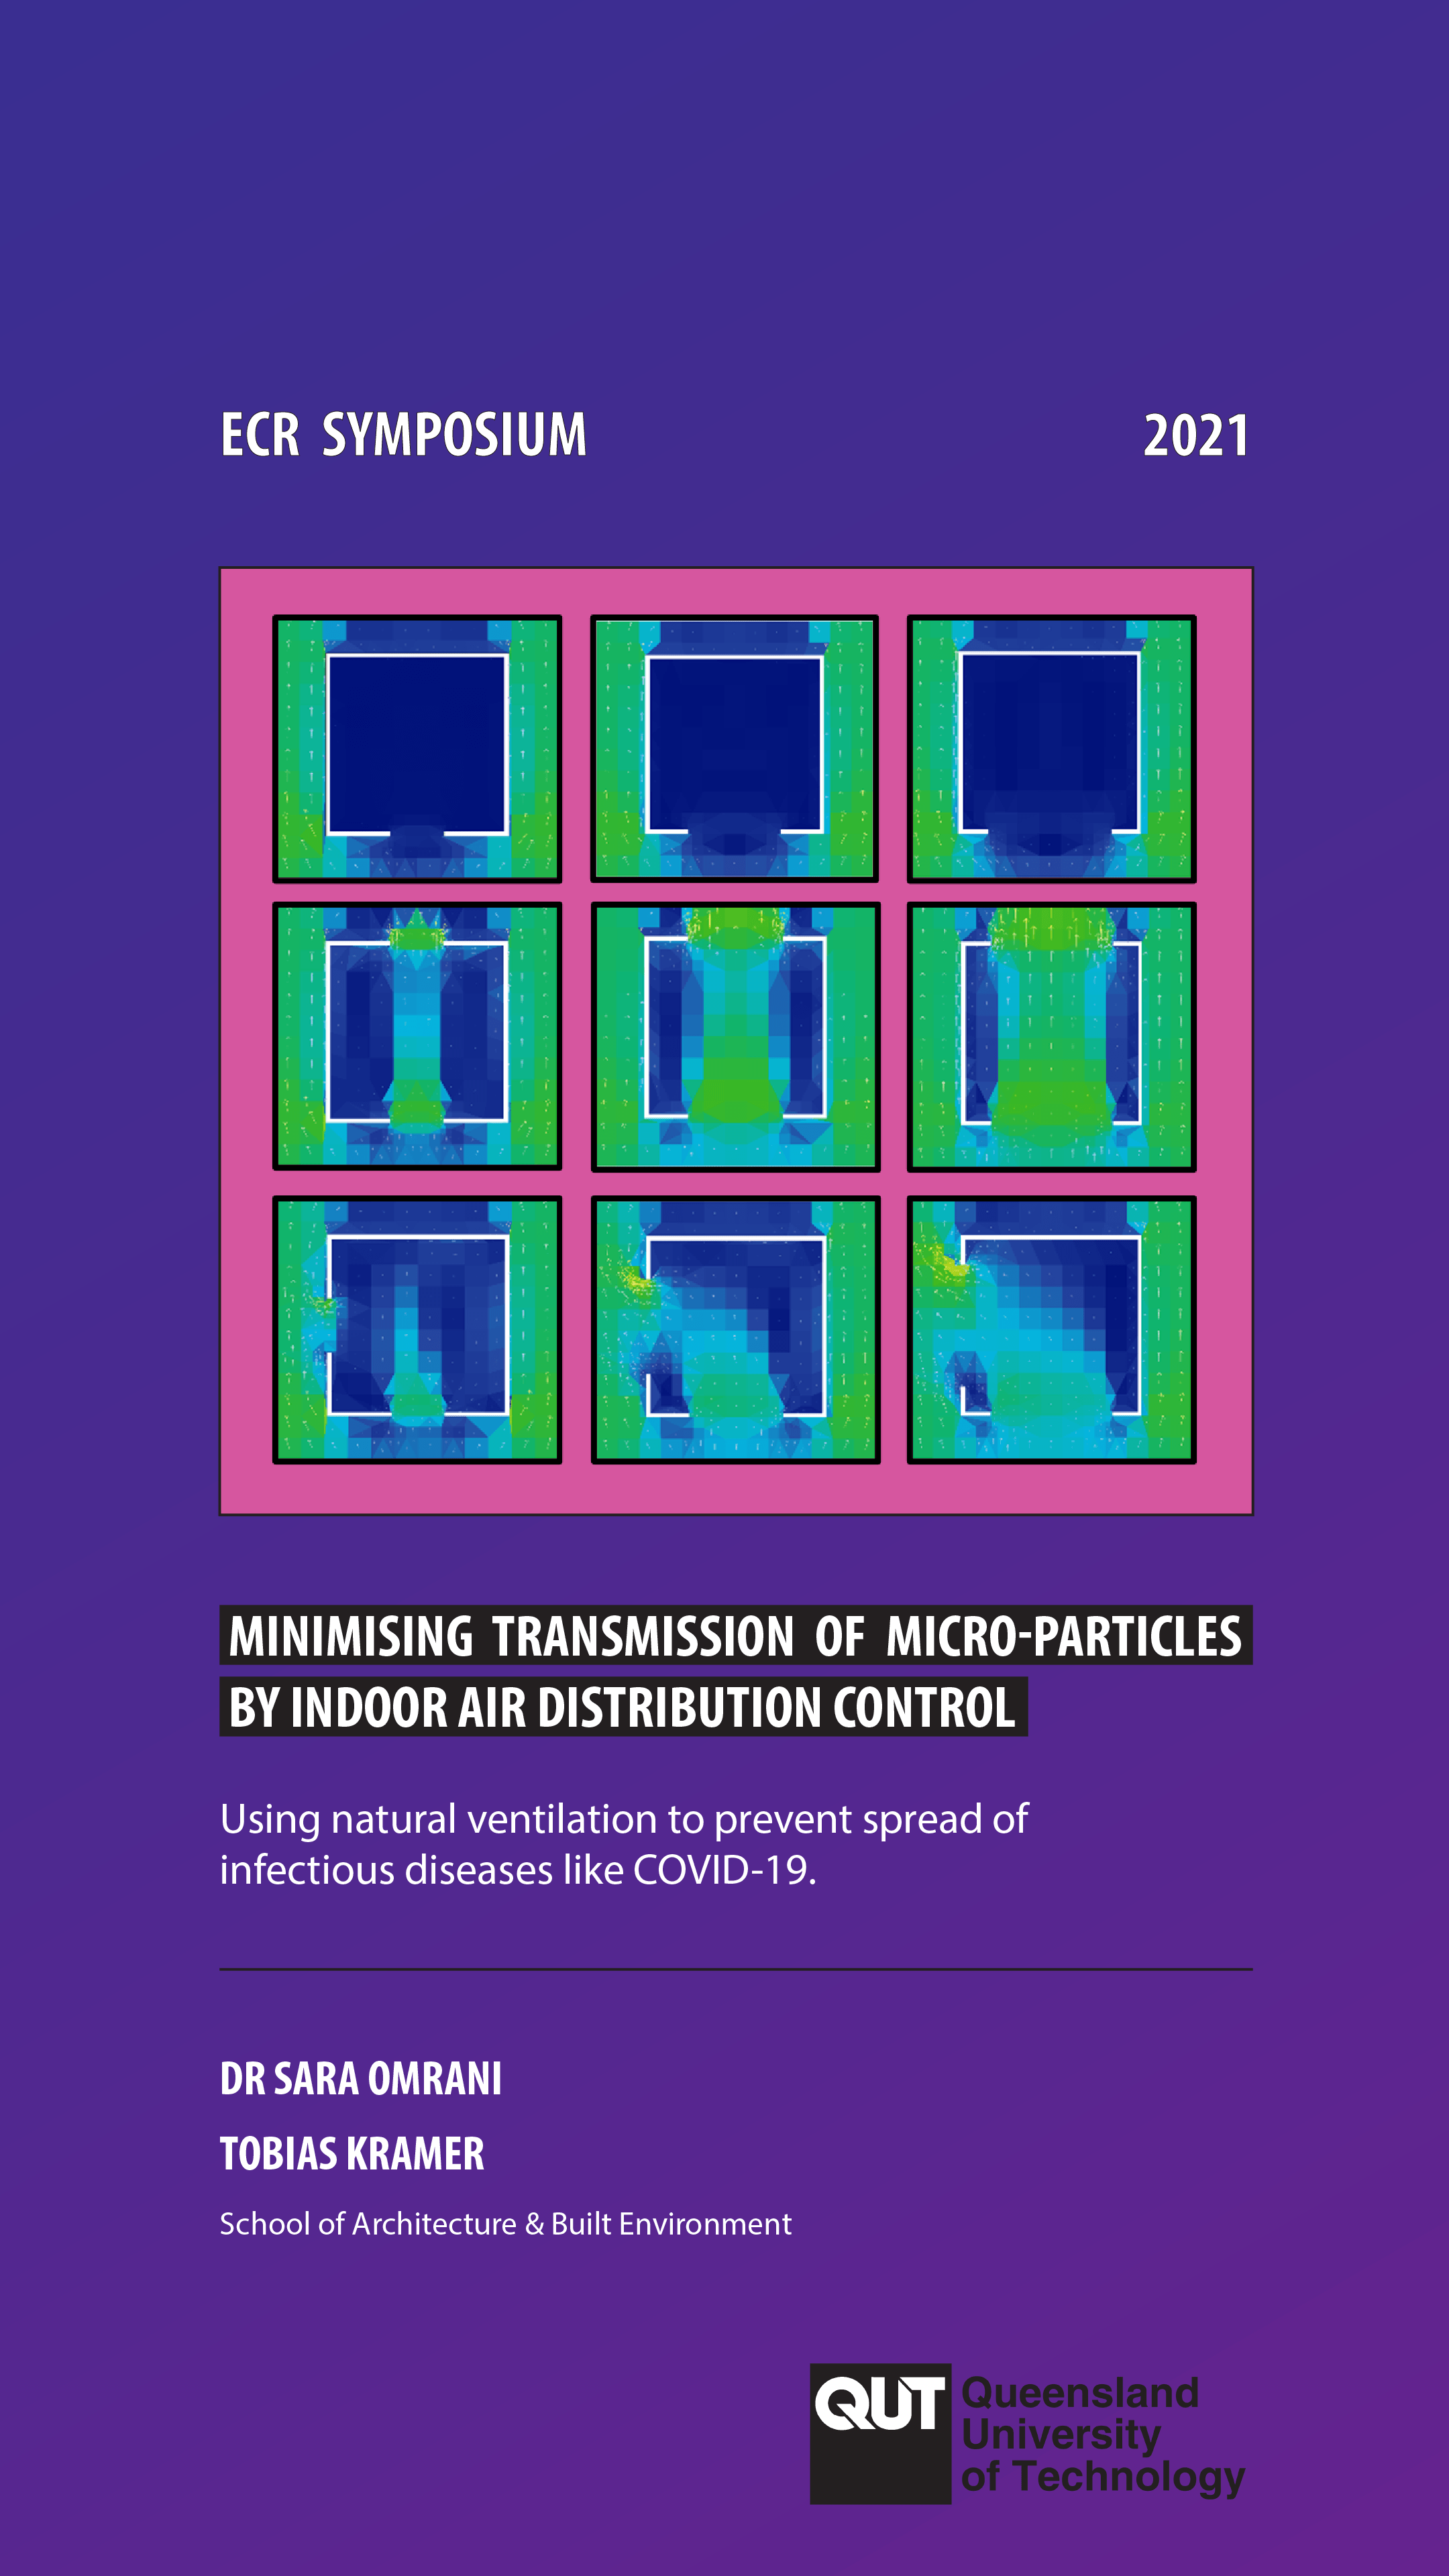 ECR SYMPOSIUM 2021
MINIMISING TRANSMISSION OF MICRO-PARTICLES
BY INDOOR AIR DISTRIBUTION CONTROL
Using natural ventilation to prevent spread of
infectious diseases like COVID-19.
DR SARA OMRANI
TOBIAS KRAMER
School of Architecture & Built Environment
QUT Queensland
University
of Technology